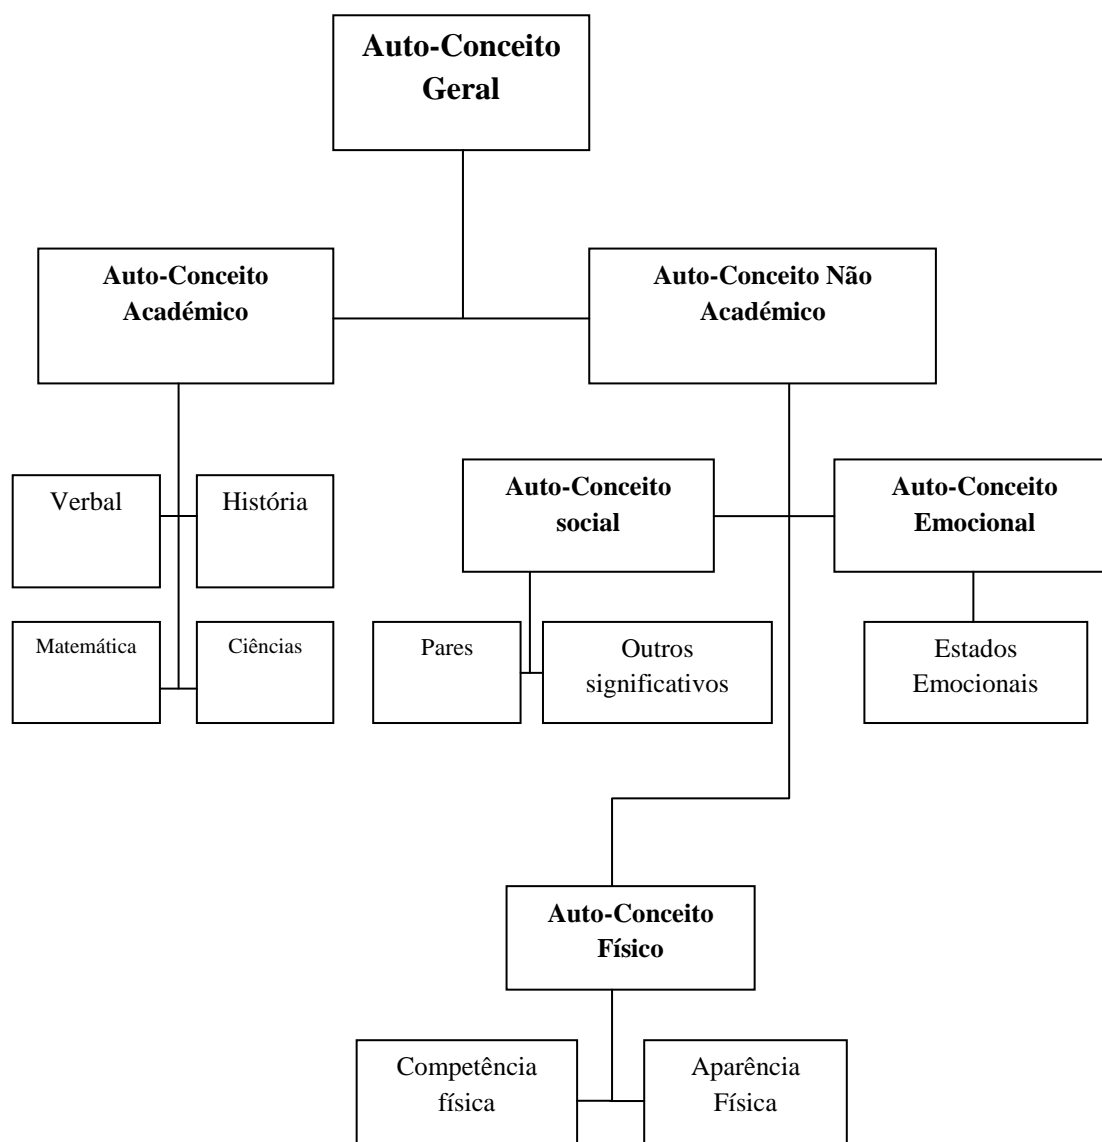 Auto-Conceito
Geral
Auto-Conceito
Académico
Auto-Conceito Não
Académico
Verbal
História
Auto-Conceito
social
Auto-Conceito
Emocional
Matemática
Ciências
Pares
Outros
significativos
Estados
Emocionais
Auto-Conceito
Físico
Competência
física
Aparência
Física